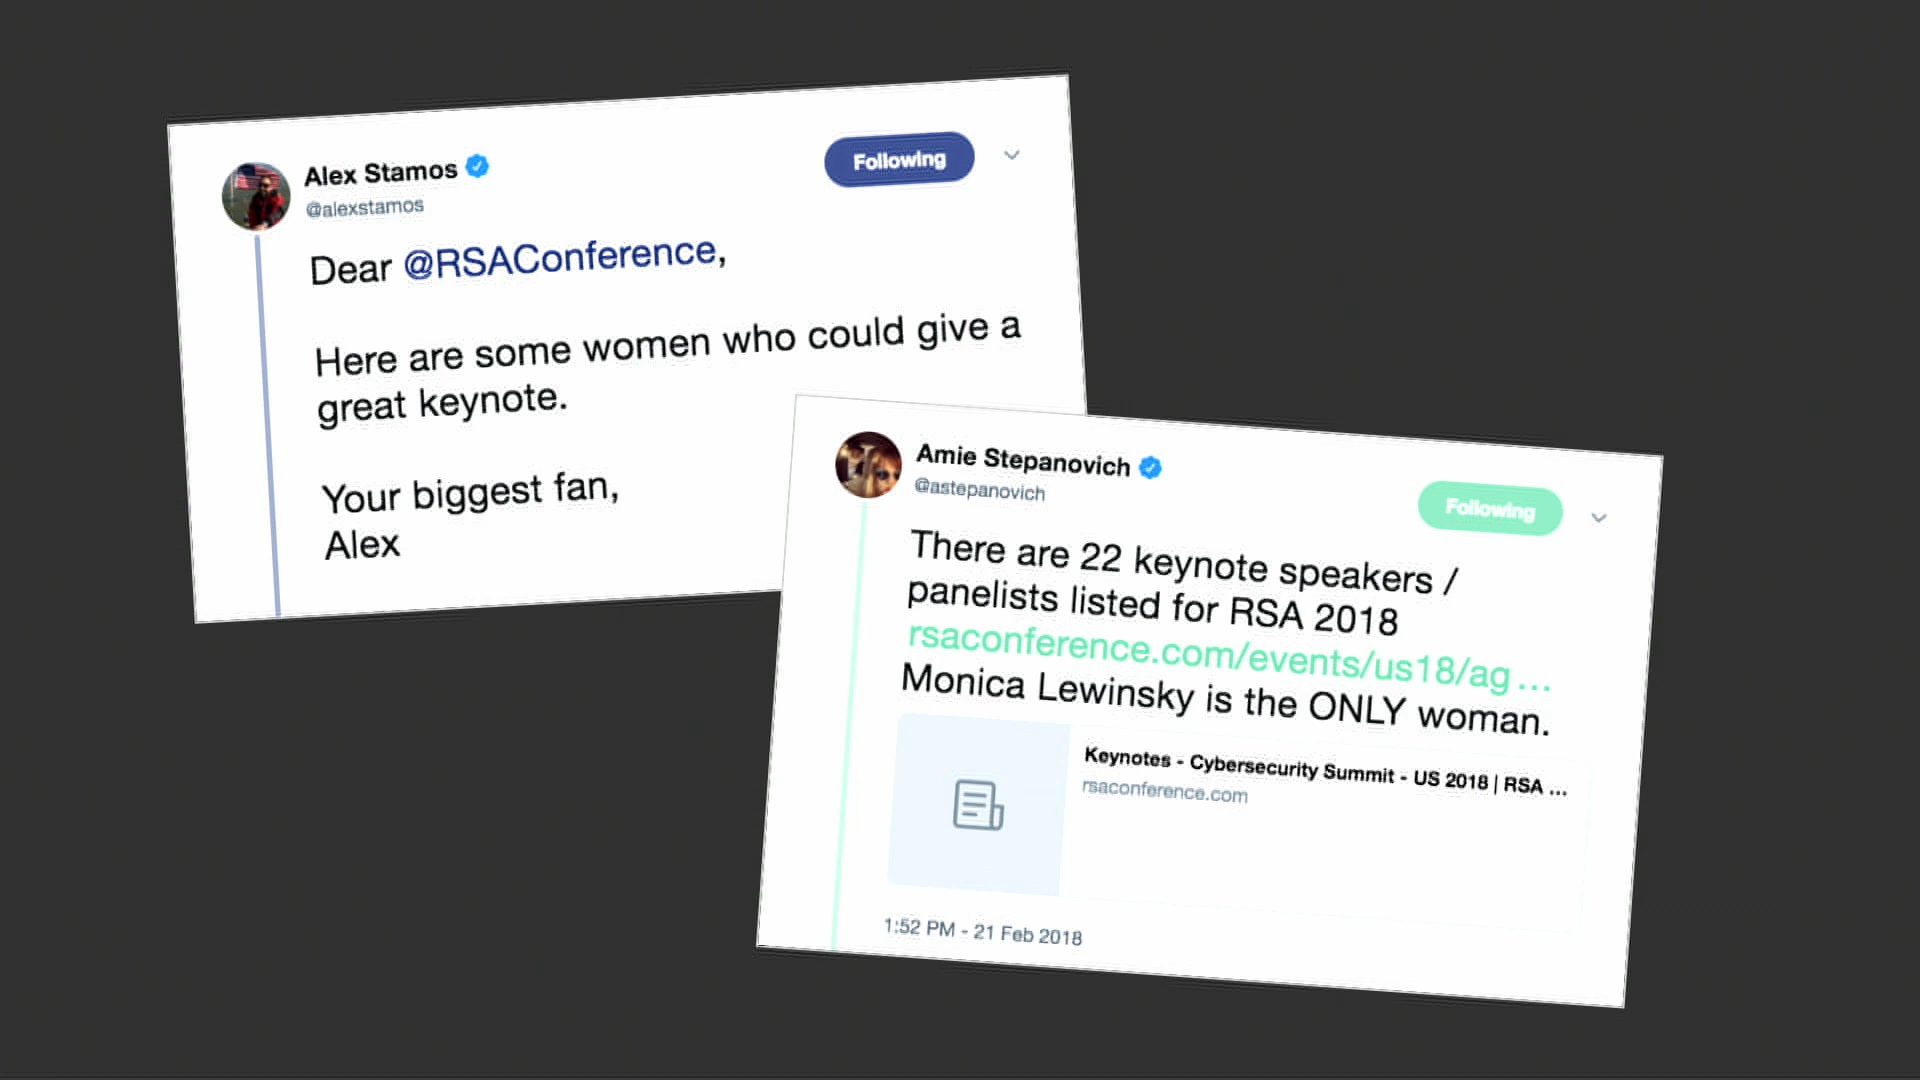 Alex Stamos
@alexstamos
Following
Dear @RSAConference,
Here are some women who could give a
great keynote.
Your biggest fan,
Alex
Amie Stepanovich
@astepanovich
Following
There are 22 keynote speakers /
panelists listed for RSA 2018
rsaconference.com/events/us18/ag ...
Monica Lewinsky is the ONLY woman.
Keynotes - Cybersecurity Summit - US 2018 | RSA ...
rsaconference.com
1:52 PM - 21 Feb 2018